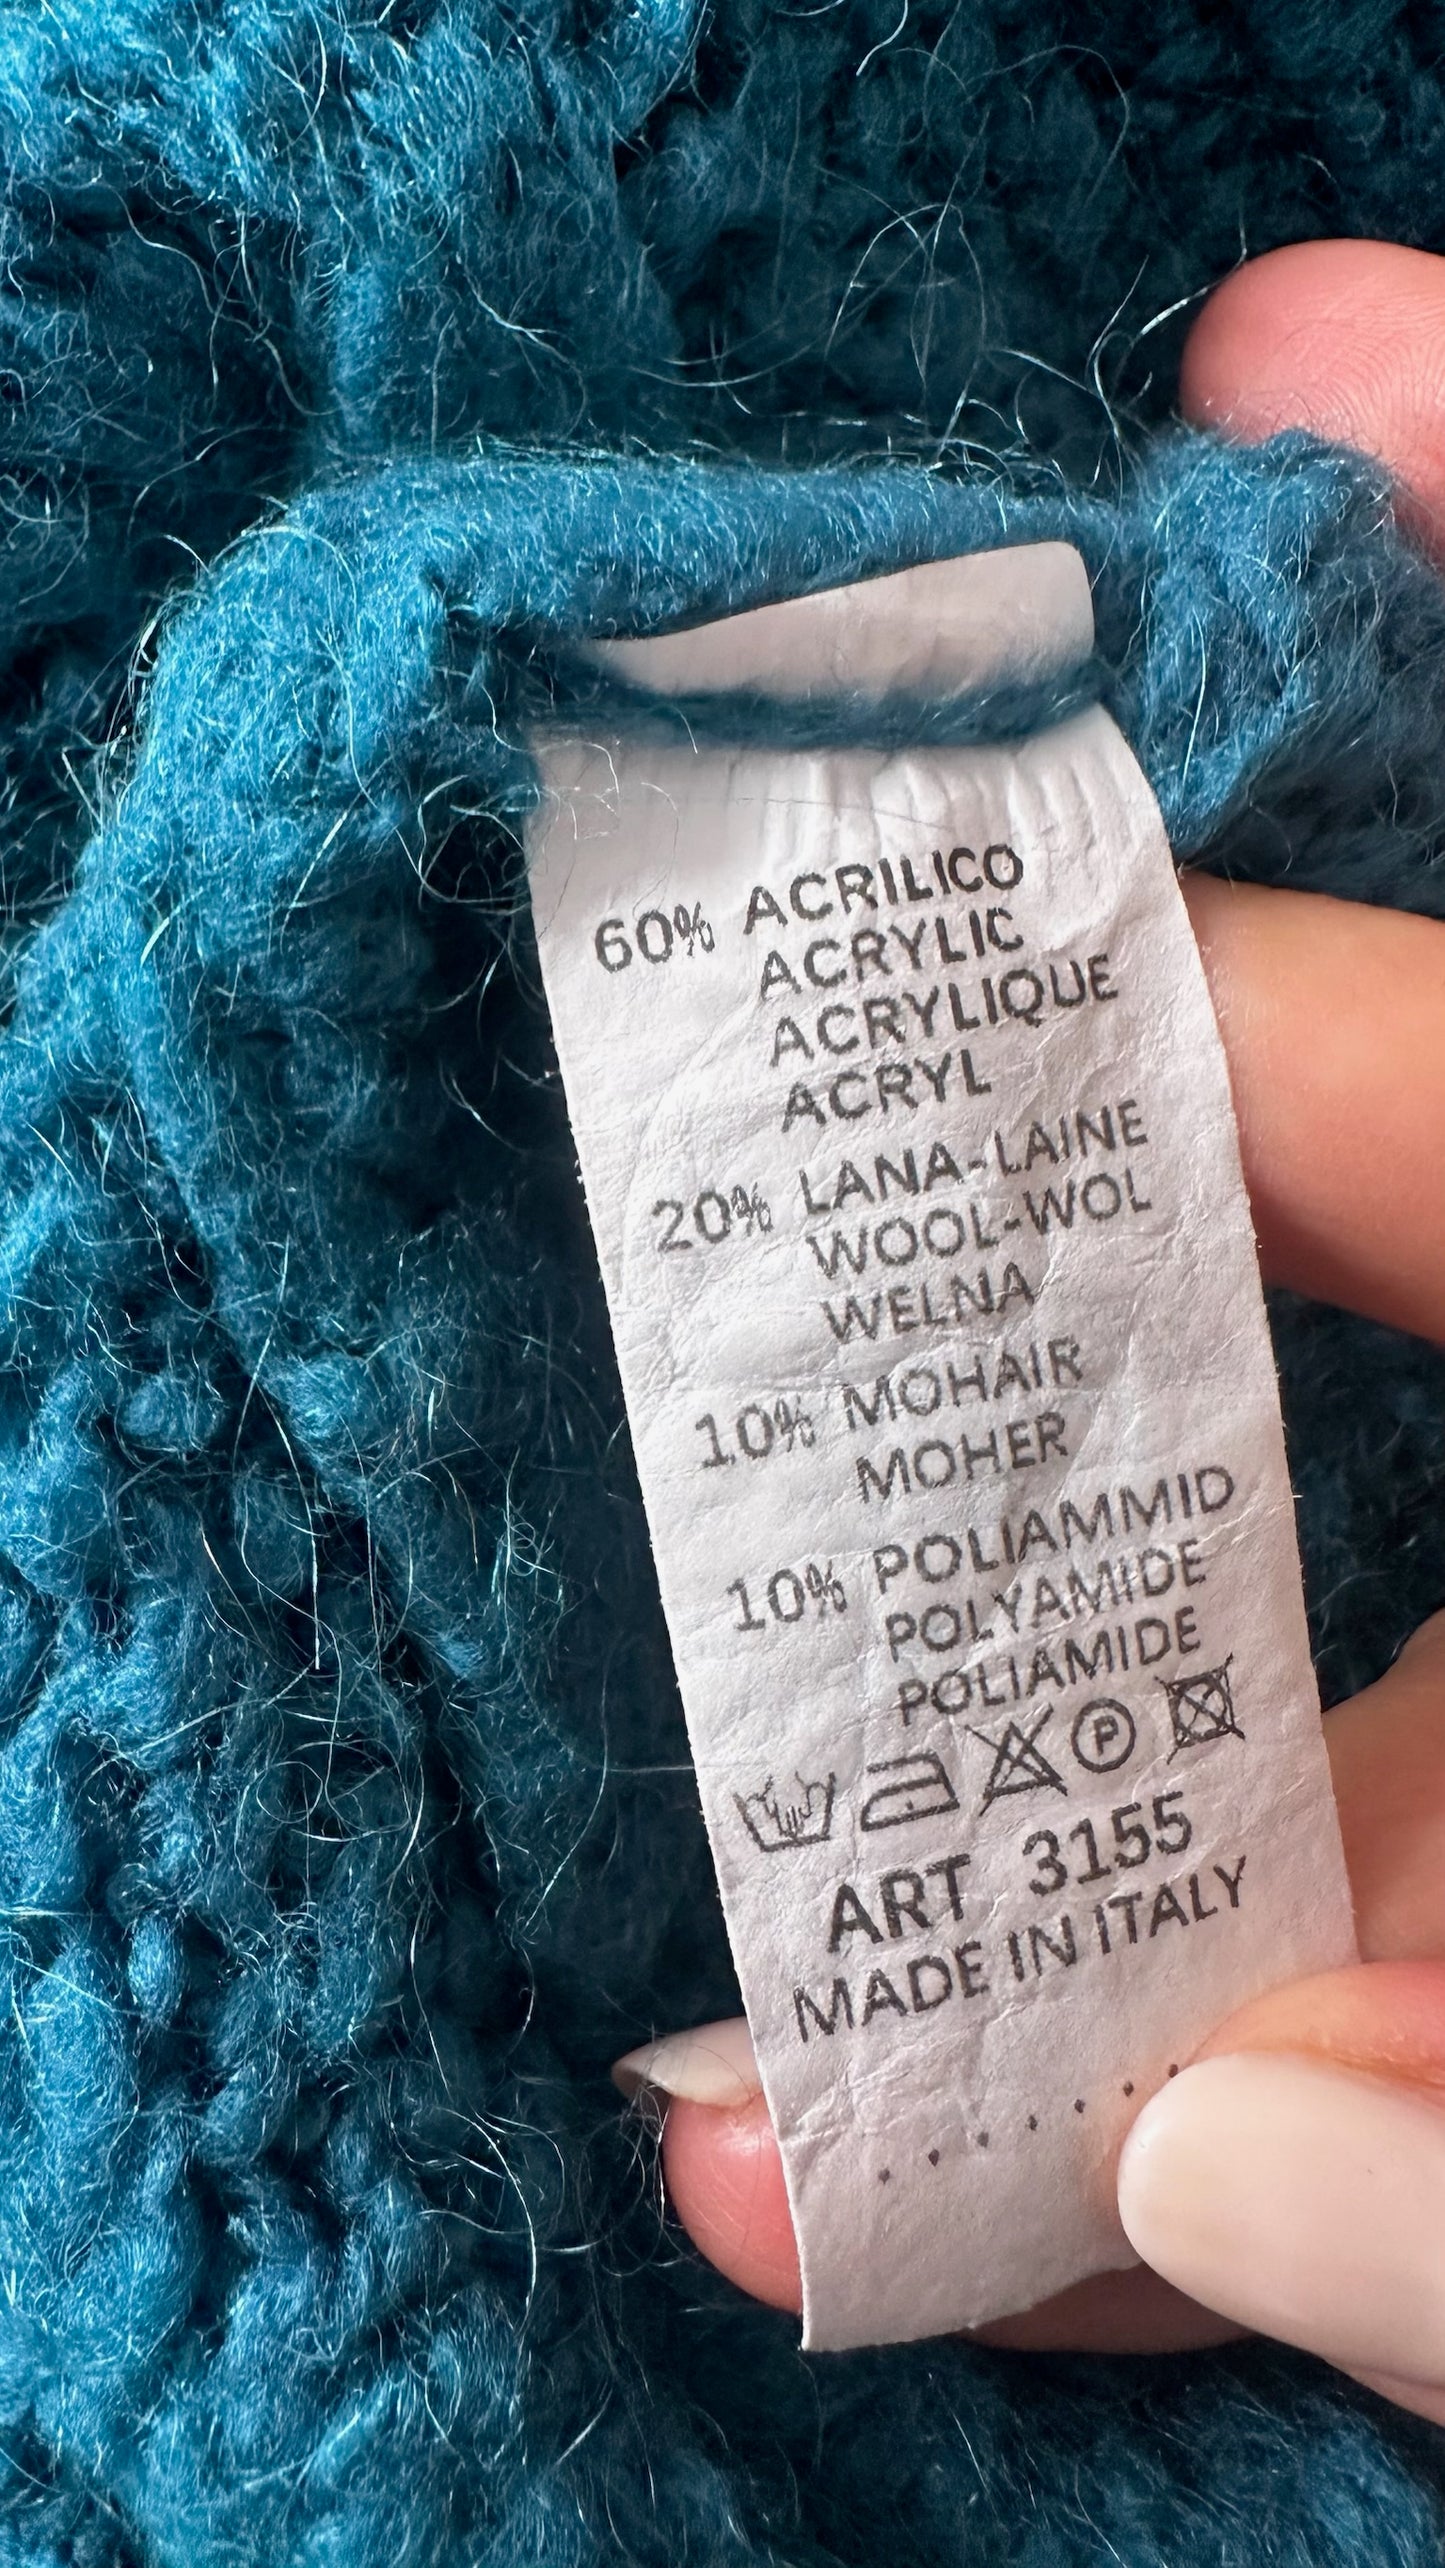 60% ACRILICO
ACRYLIC
ACRYLIQUE
ACRYL
20% LANA-LAINE
WOOL-WOL
WELNA
10% MOHAIR
MOHER
10% POLIAMMID
POLYAMIDE
POLIAMIDE
P
ART 3155
MADE IN ITALY